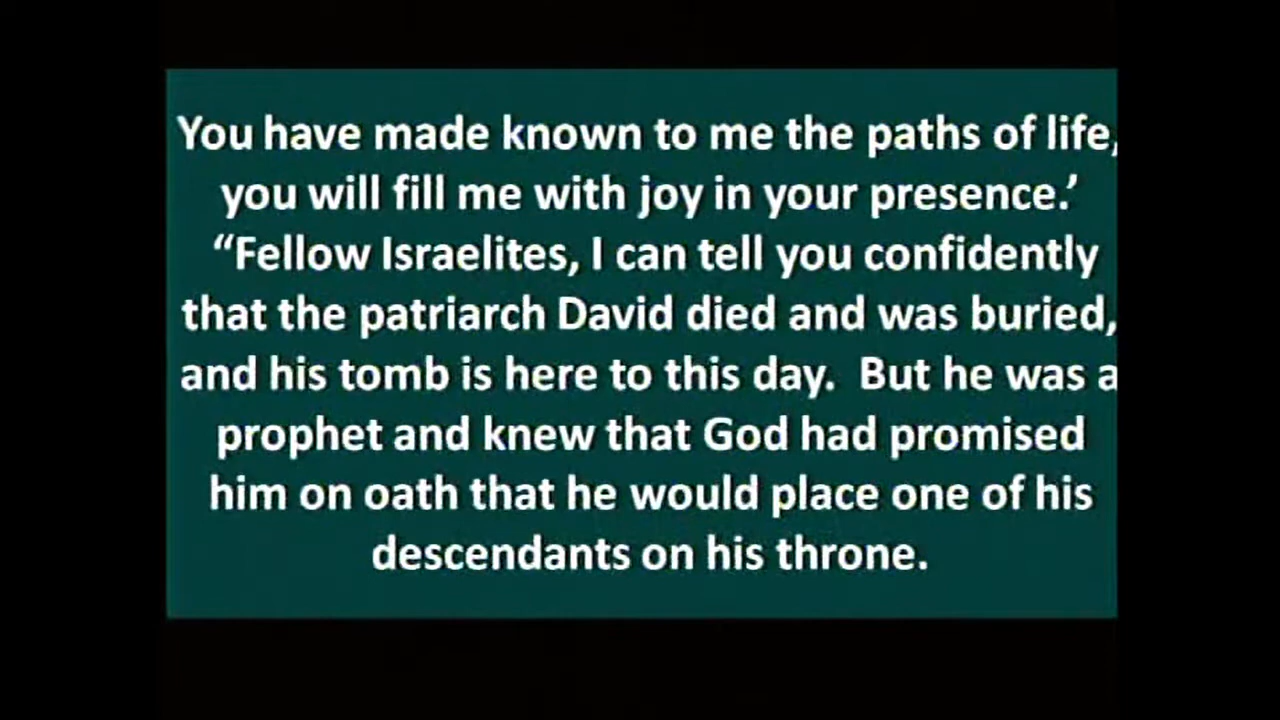 You have made known to me the paths of life,
you will fill me with joy in your presence.’
“Fellow Israelites, I can tell you confidently
that the patriarch David died and was buried,
and his tomb is here to this day.  But he was a
prophet and knew that God had promised
him on oath that he would place one of his
descendants on his throne.